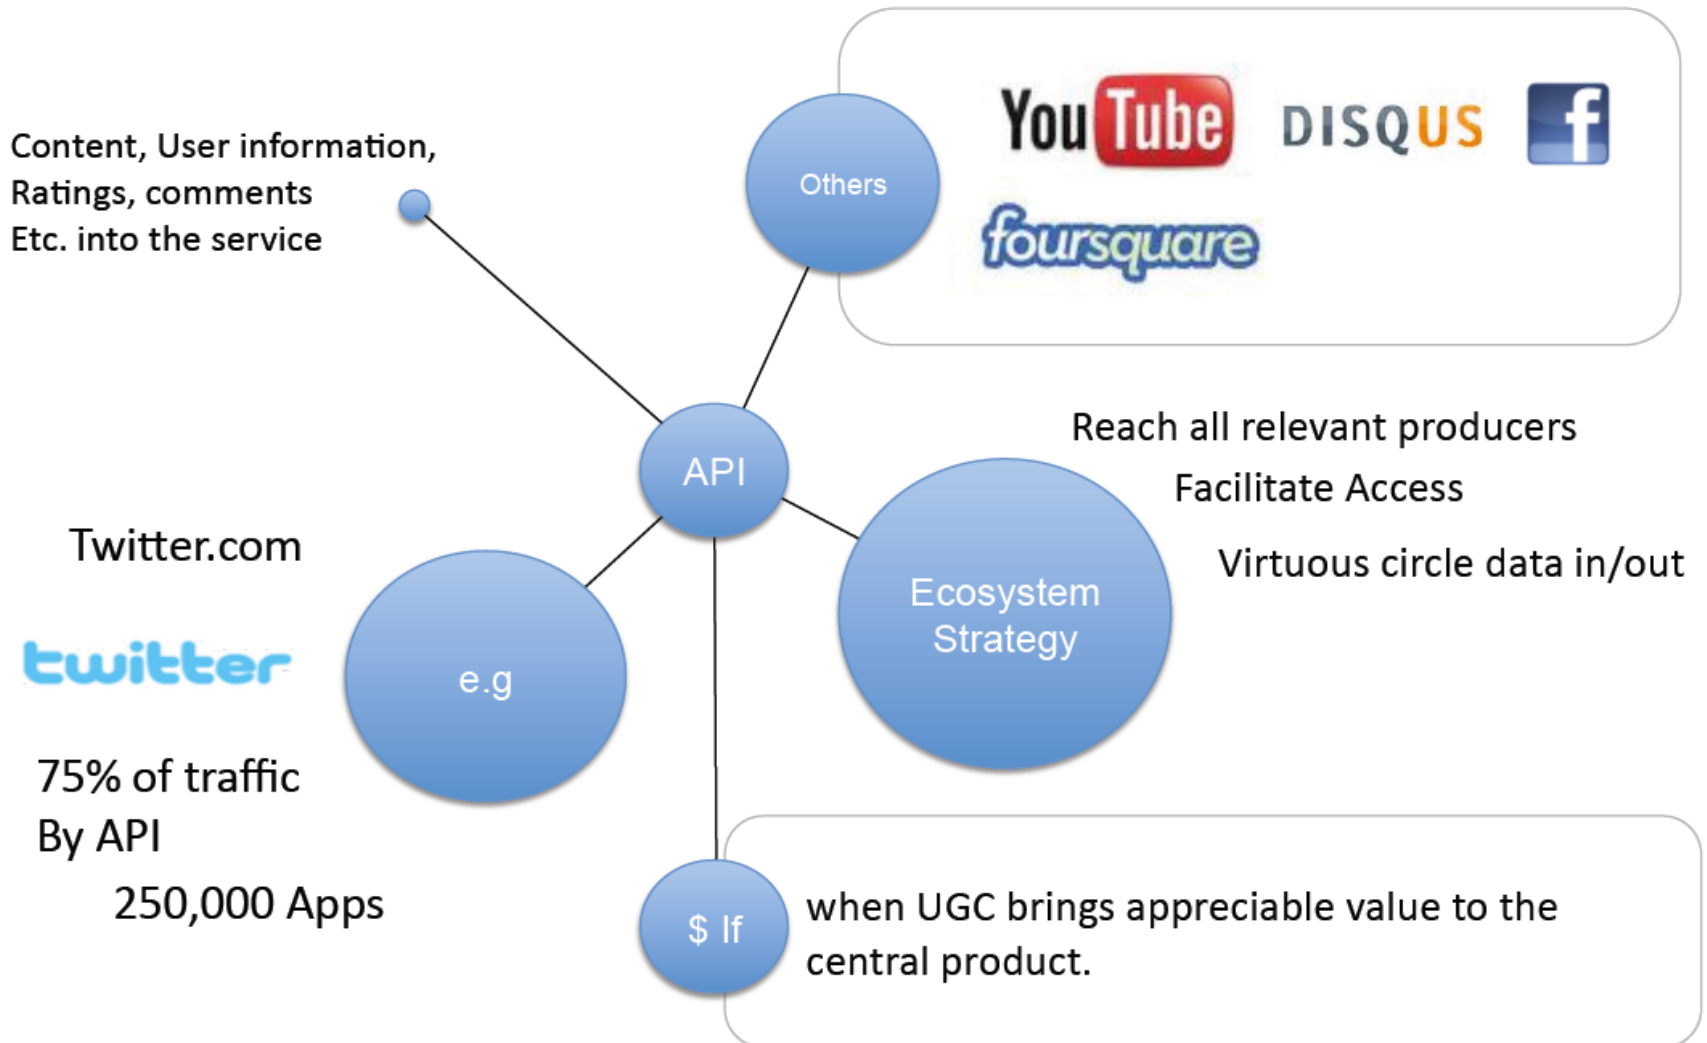 Content, User information,
Ratings, comments
Etc. into the service
Others
YouTube
DISQUS
f
foursquare
API
Reach all relevant producers
Facilitate Access
Virtuous circle data in/out
Ecosystem
Strategy
Twitter.com
twitter
e.g
75% of traffic
By API
250,000 Apps
$ If
when UGC brings appreciable value to the
central product.